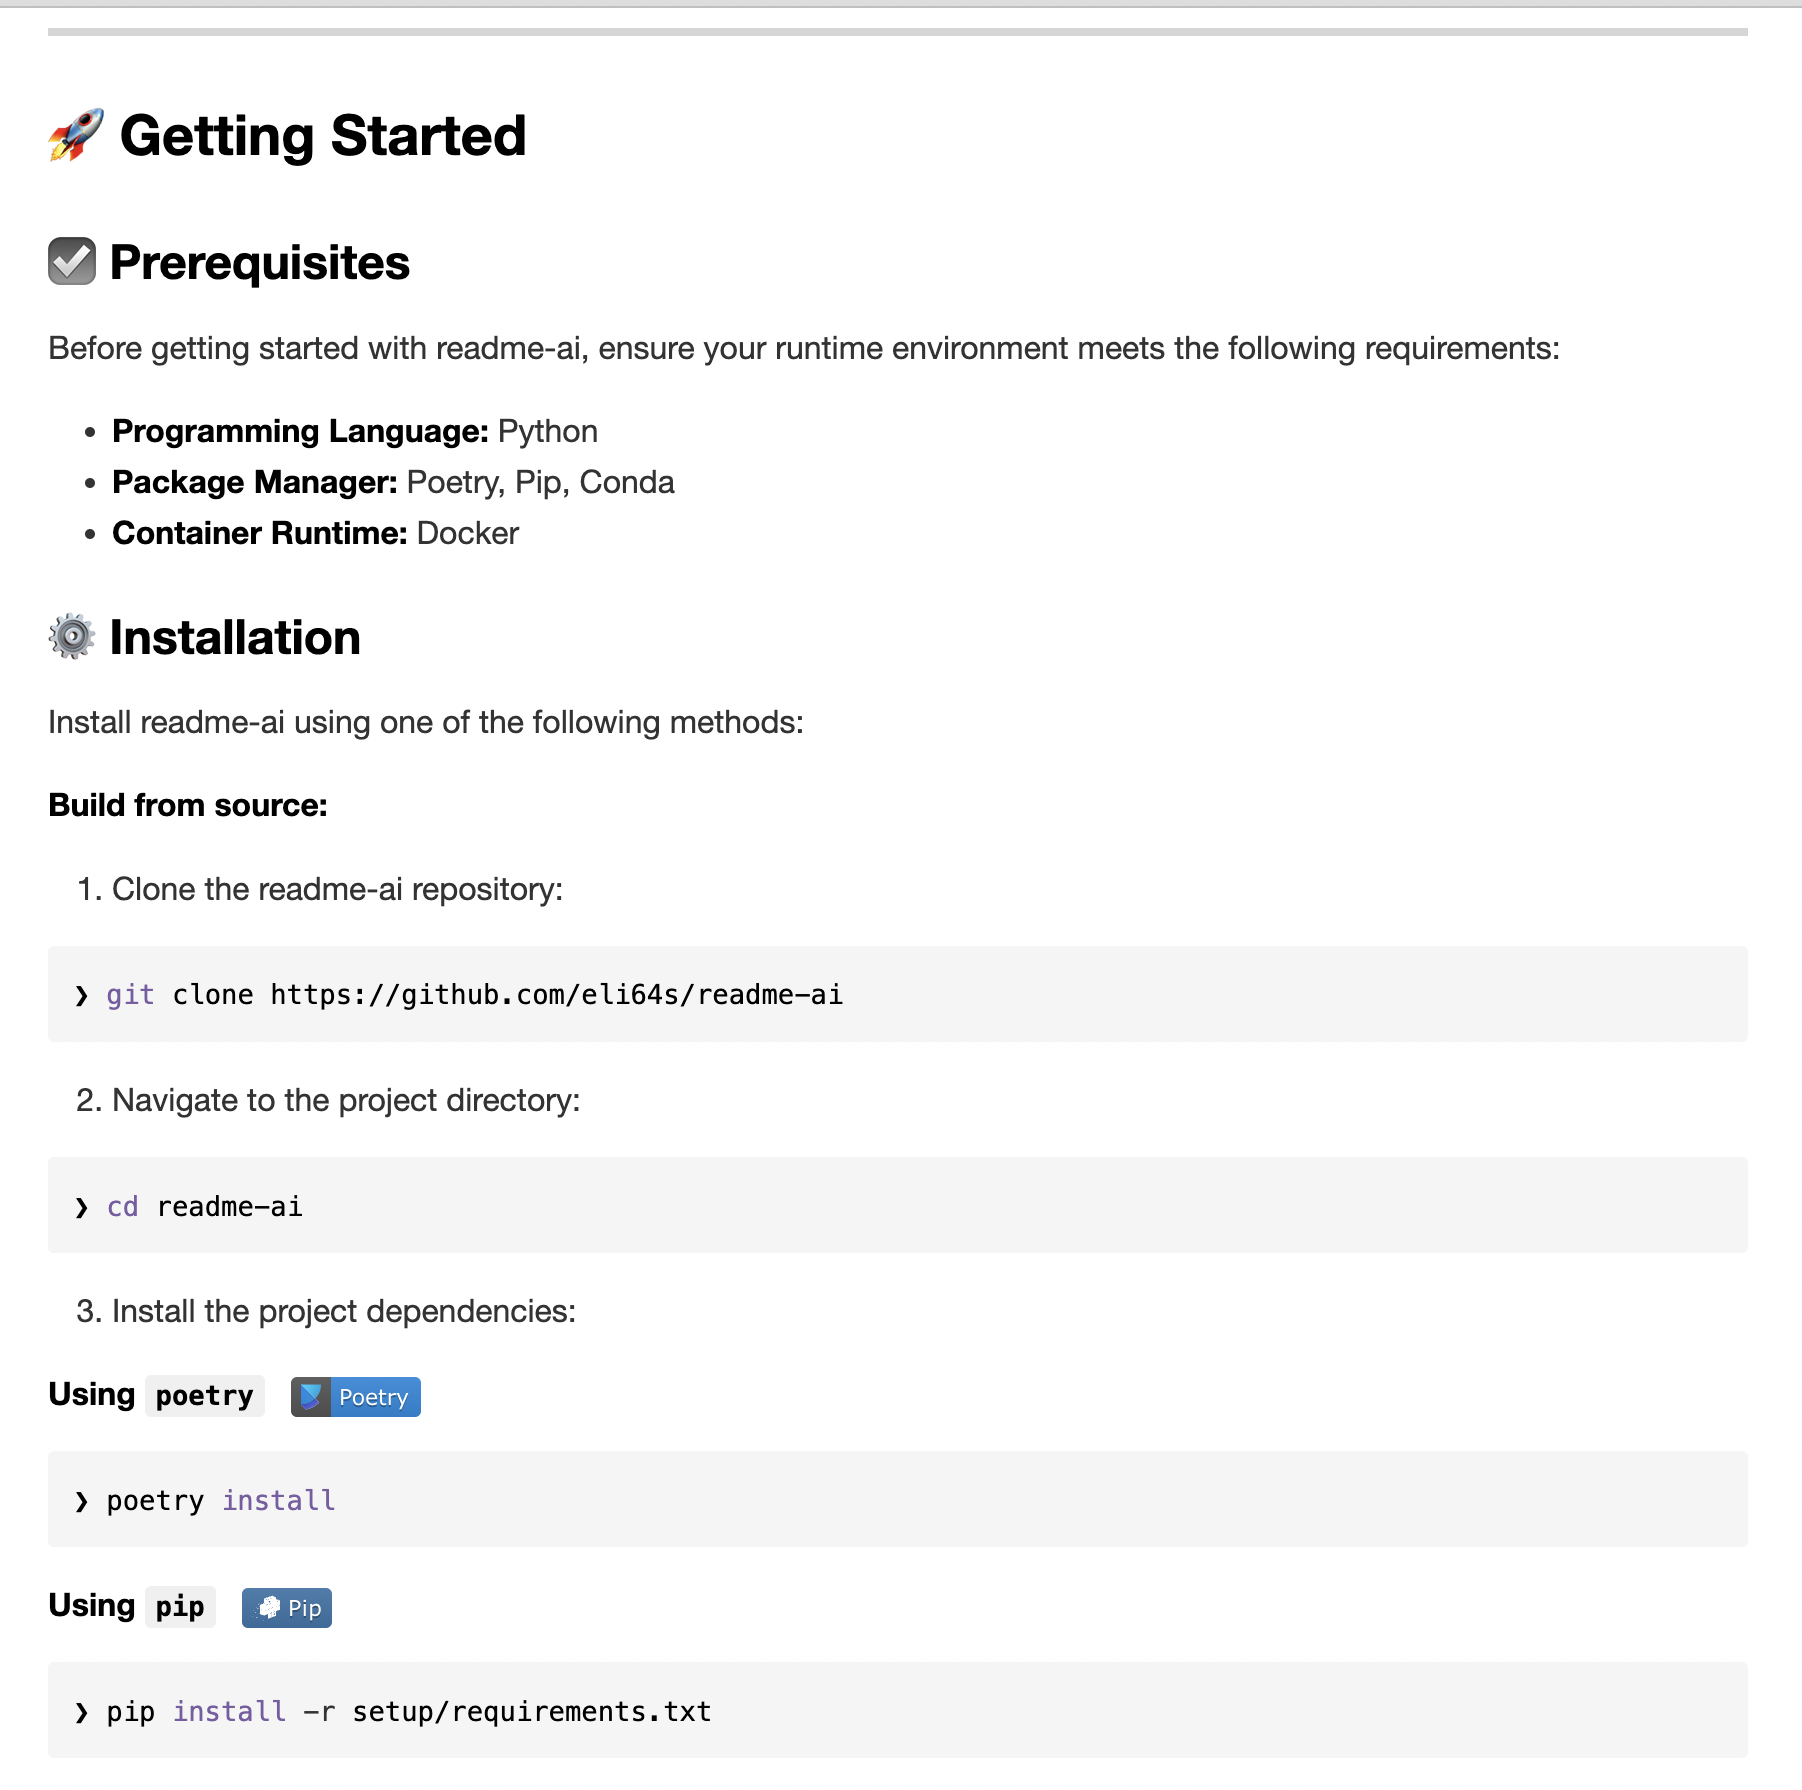 🚀 Getting Started
☑️ Prerequisites
Before getting started with readme-ai, ensure your runtime environment meets the following requirements:
• Programming Language: Python
• Package Manager: Poetry, Pip, Conda
• Container Runtime: Docker
⚙️ Installation
Install readme-ai using one of the following methods:
Build from source:
1. Clone the readme-ai repository:
❯ git clone https://github.com/eli64s/readme-ai
2. Navigate to the project directory:
❯ cd readme-ai
3. Install the project dependencies:
Using poetry Poetry
❯ poetry install
Using pip Pip
❯ pip install -r setup/requirements.txt